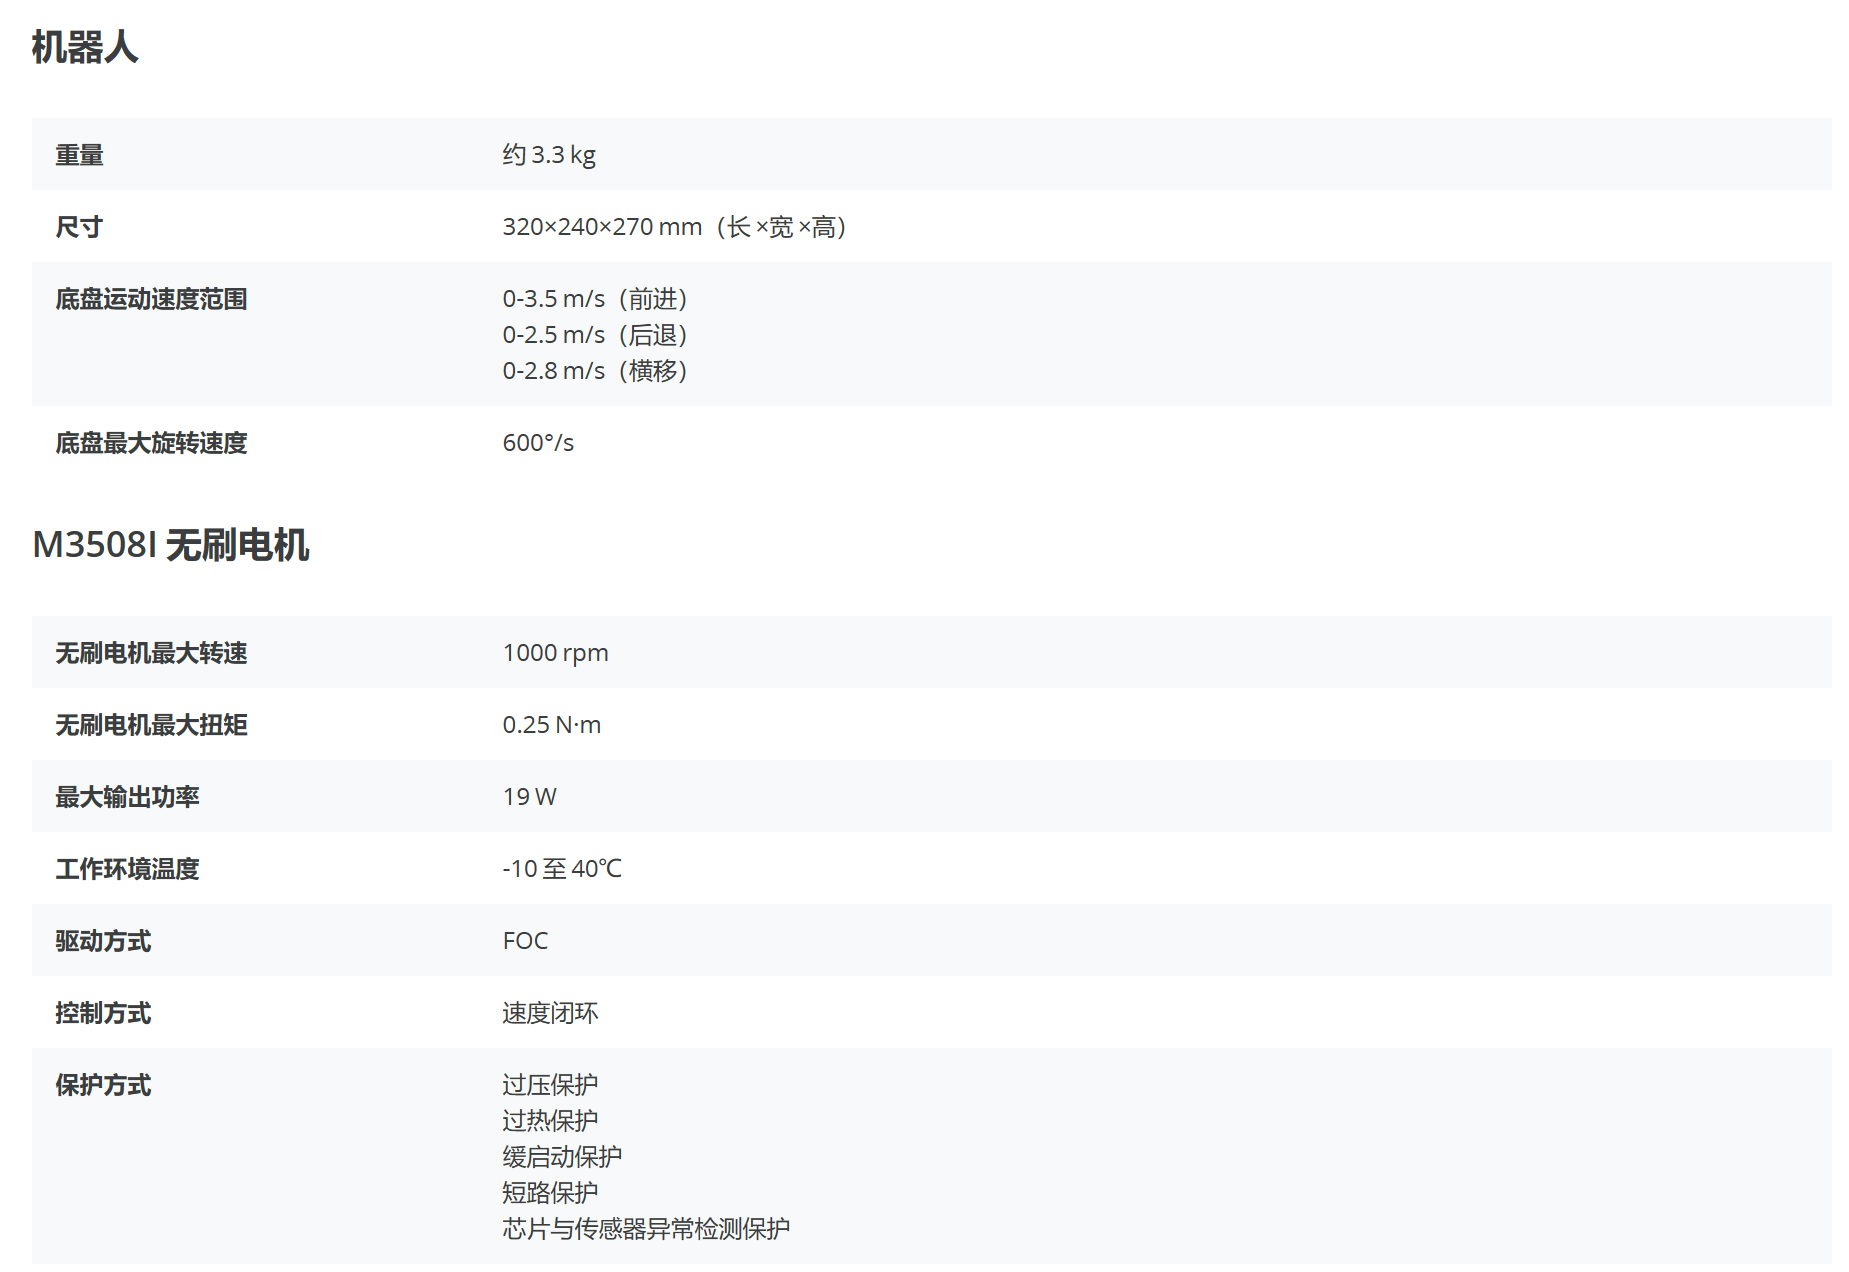 机器人
重量 约 3.3 kg
尺寸 320×240×270 mm（长 ×宽 ×高）
底盘运动速度范围 0-3.5 m/s（前进）
0-2.5 m/s（后退）
0-2.8 m/s（横移）
底盘最大旋转速度 600°/s
M3508I 无刷电机
无刷电机最大转速 1000 rpm
无刷电机最大扭矩 0.25 N·m
最大输出功率 19 W
工作环境温度 -10 至 40℃
驱动方式 FOC
控制方式 速度闭环
保护方式 过压保护
过热保护
缓启动保护
短路保护
芯片与传感器异常检测保护